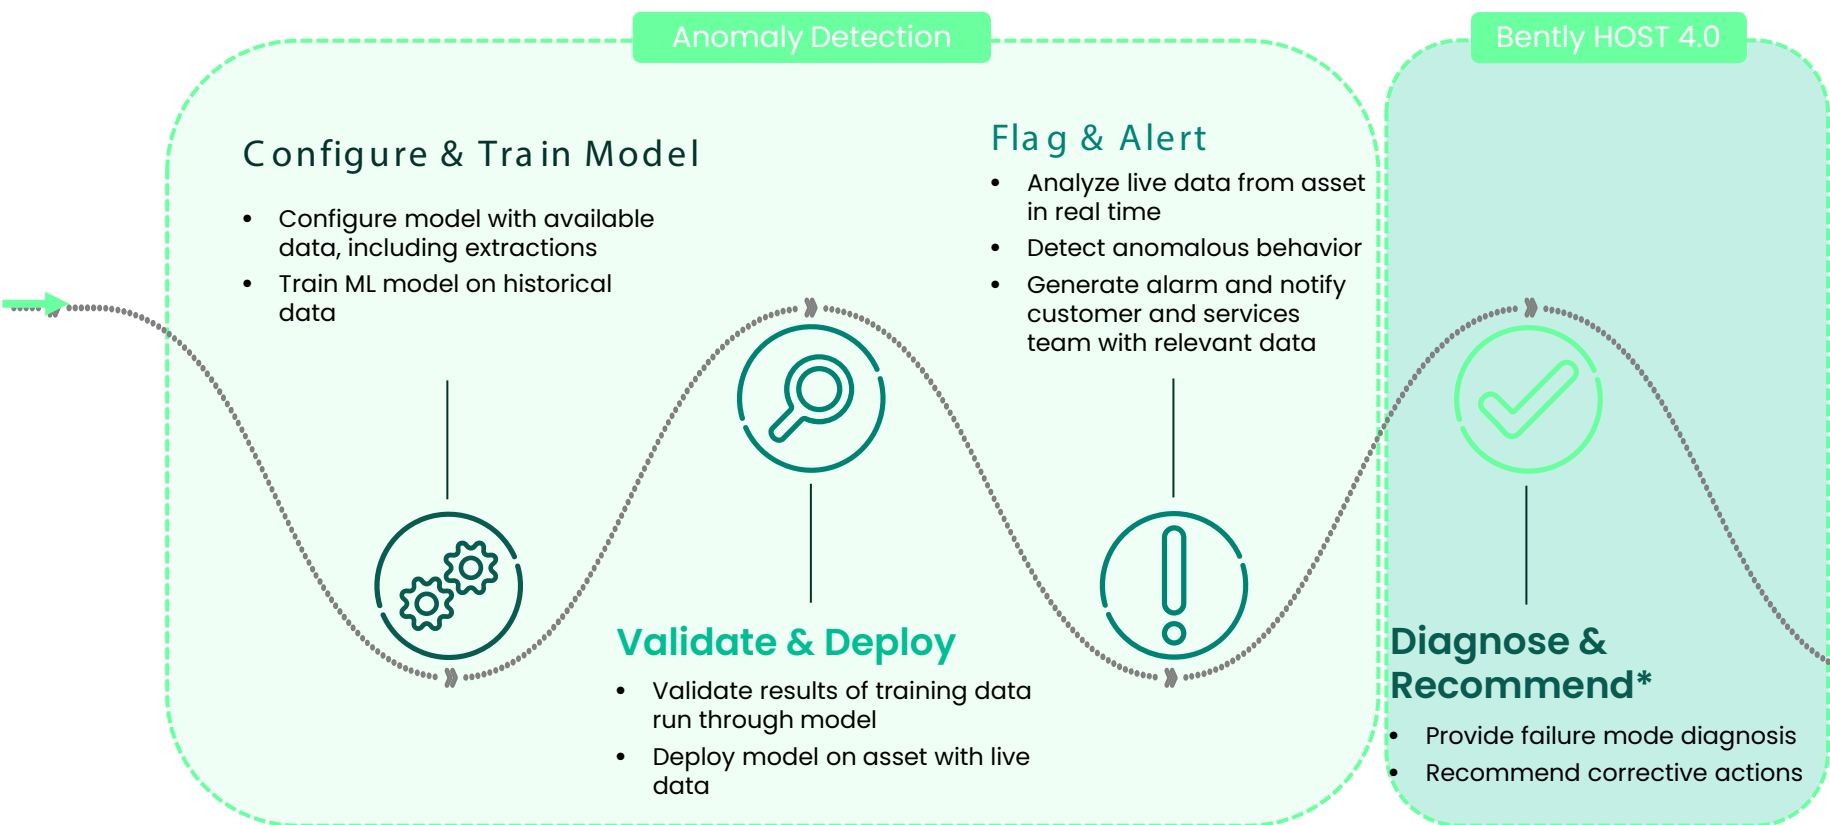 Anomaly Detection
Bently HOST 4.0
Configure & Train Model
• Configure model with available
data, including extractions
• Train ML model on historical
data
Flag & Alert
• Analyze live data from asset
in real time
• Detect anomalous behavior
• Generate alarm and notify
customer and services
team with relevant data
Validate & Deploy
• Validate results of training data
run through model
• Deploy model on asset with live
data
Diagnose &
Recommend*
• Provide failure mode diagnosis
• Recommend corrective actions